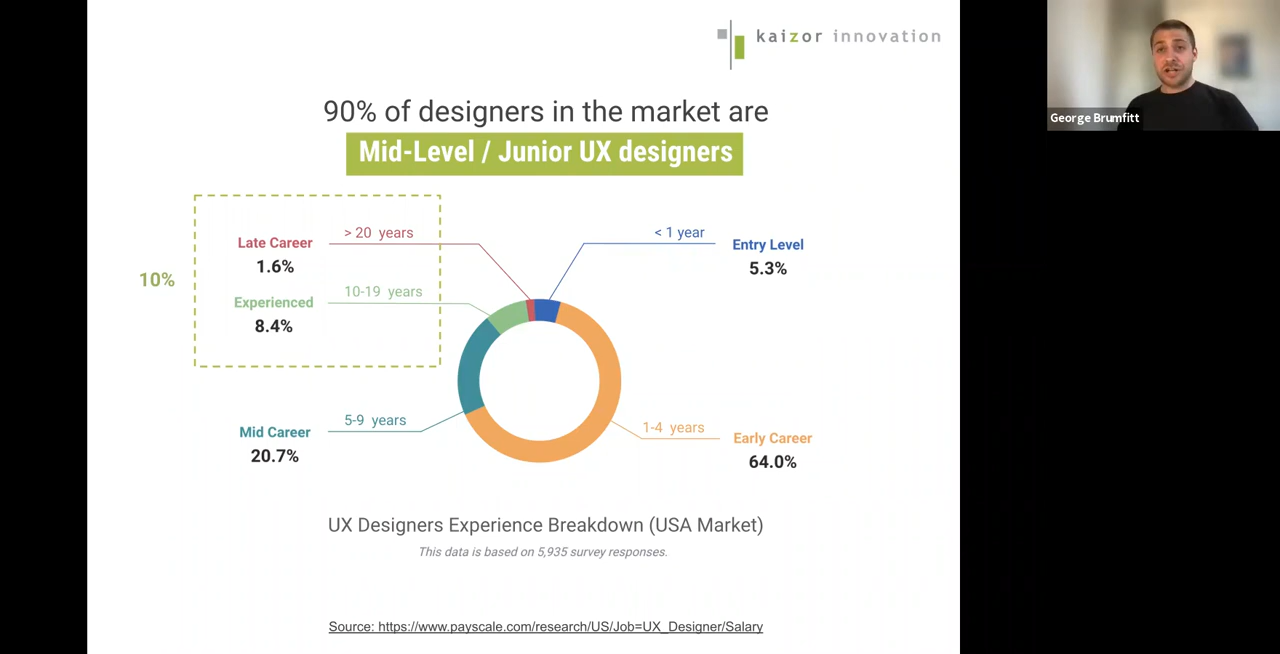 kaizor innovation
George Brumfitt
90% of designers in the market are
Mid-Level / Junior UX designers
10%
Late Career
1.6%
> 20 years
Experienced
8.4%
10-19 years
< 1 year
Entry Level
5.3%
Mid Career
20.7%
5-9 years
1-4 years
Early Career
64.0%
UX Designers Experience Breakdown (USA Market)
This data is based on 5,935 survey responses.
Source: https://www.payscale.com/research/US/Job=UX_Designer/Salary